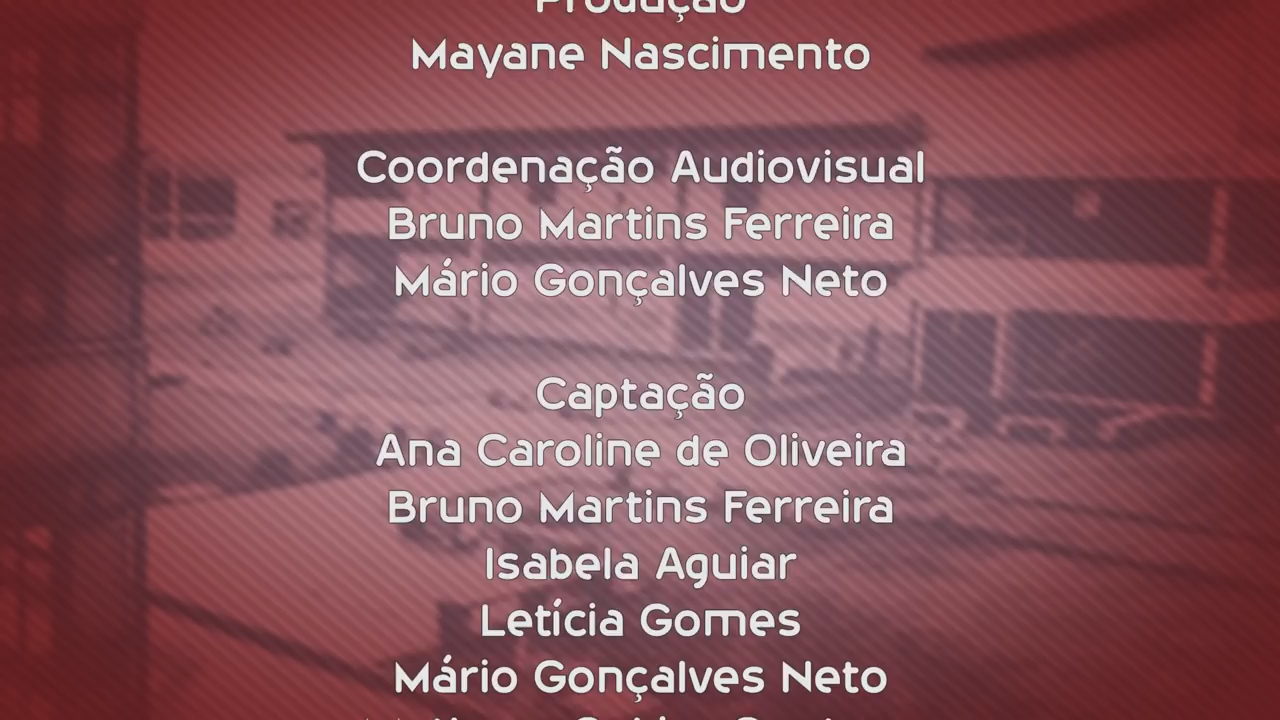 Produção
Mayane Nascimento
Coordenação Audiovisual
Bruno Martins Ferreira
Mário Gonçalves Neto
Captação
Ana Caroline de Oliveira
Bruno Martins Ferreira
Isabela Aguiar
Letícia Gomes
Mário Gonçalves Neto